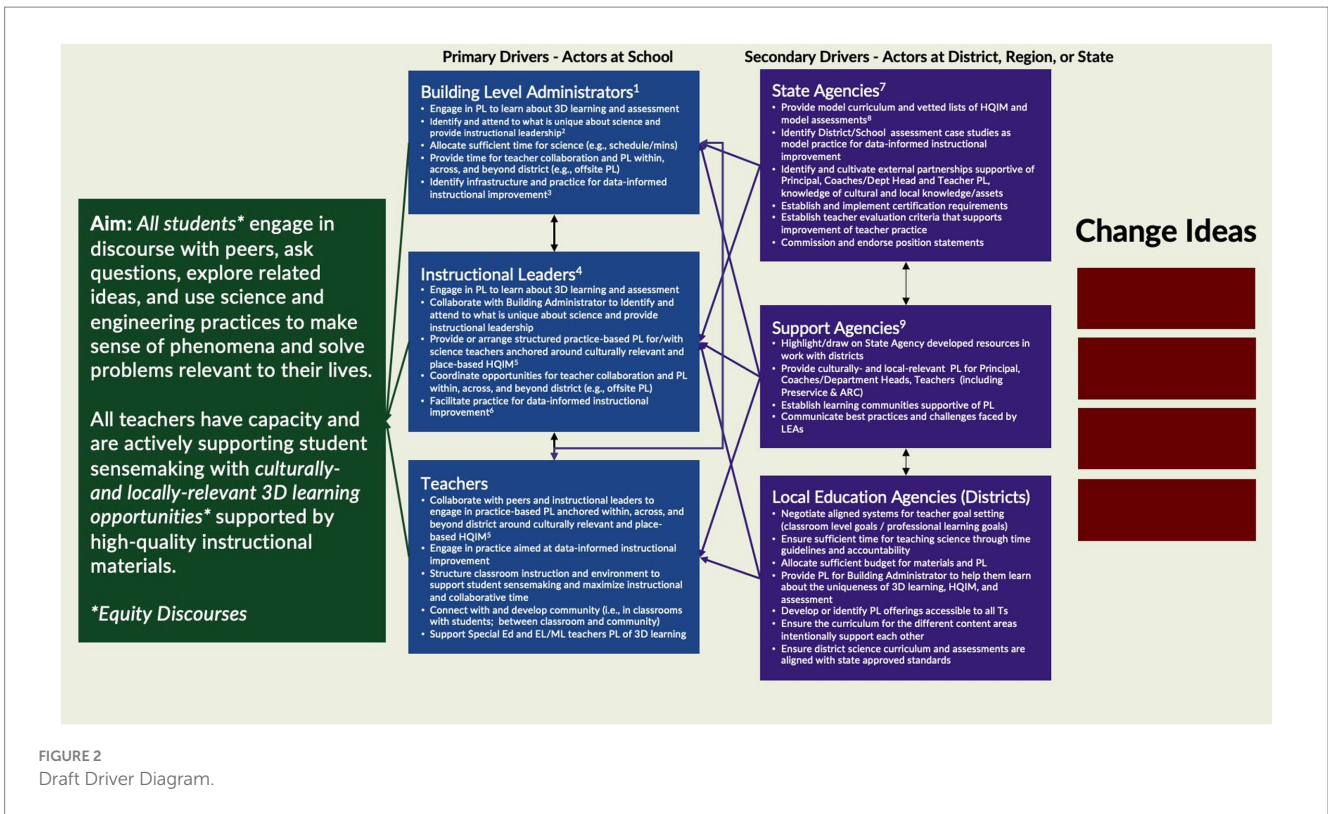 Primary Drivers - Actors at School
Secondary Drivers - Actors at District, Region, or State
Aim: All students* engage in
discourse with peers, ask
questions, explore related
ideas, and use science and
engineering practices to make
sense of phenomena and solve
problems relevant to their lives.
All teachers have capacity and
are actively supporting student
sensemaking with culturally-
and locally-relevant 3D learning
opportunities* supported by
high-quality instructional
materials.
*Equity Discourses
Building Level Administrators¹
• Engage in PL to learn about 3D learning and assessment
• Identify and attend to what is unique about science and
provide instructional leadership²
• Allocate sufficient time for science (e.g., schedule/mins)
• Provide time for teacher collaboration and PL within,
across, and beyond district (e.g., offsite PL)
• Identify infrastructure and practice for data-informed
instructional improvement³
Instructional Leaders⁴
• Engage in PL to learn about 3D learning and assessment
• Collaborate with Building Administrator to Identify and
attend to what is unique about science and provide
instructional leadership
• Provide or arrange structured practice-based PL for/with
science teachers anchored around culturally relevant and
place-based HQIM⁵
• Coordinate opportunities for teacher collaboration and PL
within, across, and beyond district (e.g., offsite PL)
• Facilitate practice for data-informed instructional
improvement⁶
Teachers
• Collaborate with peers and instructional leaders to
engage in practice-based PL anchored within, across, and
beyond district around culturally relevant and place-
based HQIM⁵
• Engage in practice aimed at data-informed instructional
improvement
• Structure classroom instruction and environment to
support student sensemaking and maximize instructional
and collaborative time
• Connect with and develop community (i.e., in classrooms
with students; between classroom and community)
• Support Special Ed and EL/ML teachers PL of 3D learning
State Agencies⁷
• Provide model curriculum and vetted lists of HQIM and
model assessments⁸
• Identify District/School assessment case studies as
model practice for data-informed instructional
improvement
• Identify and cultivate external partnerships supportive of
Principal, Coaches/Dept Head and Teacher PL,
knowledge of cultural and local knowledge/assets
• Establish and implement certification requirements
• Establish teacher evaluation criteria that supports
improvement of teacher practice
• Commission and endorse position statements
Support Agencies⁹
• Highlight/draw on State Agency developed resources in
work with districts
• Provide culturally- and local-relevant PL for Principal,
Coaches/Department Heads, Teachers (including
Preservice & ARC)
• Establish learning communities supportive of PL
• Communicate best practices and challenges faced by
LEAs
Local Education Agencies (Districts)
• Negotiate aligned systems for teacher goal setting
(classroom level goals / professional learning goals)
• Ensure sufficient time for teaching science through time
guidelines and accountability
• Allocate sufficient budget for materials and PL
• Provide PL for Building Administrator to help them learn
about the uniqueness of 3D learning, HQIM, and
assessment
• Develop or identify PL offerings accessible to all Ts
• Ensure the curriculum for the different content areas
intentionally support each other
• Ensure district science curriculum and assessments are
aligned with state approved standards
Change Ideas
FIGURE 2
Draft Driver Diagram.